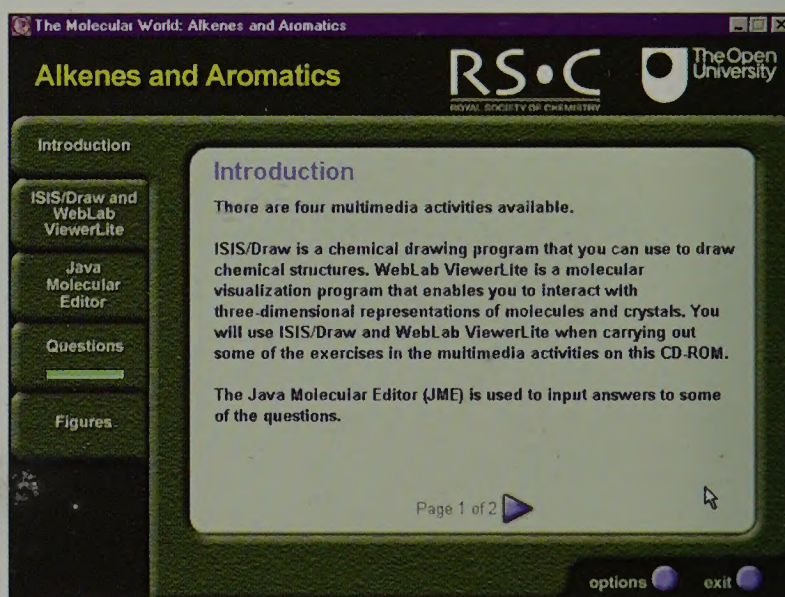 The Molecular World: Alkenes and Aromatics
Alkenes and Aromatics
RS•C
ROYAL SOCIETY OF CHEMISTRY
The Open
University
Introduction
ISIS/Draw and
WebLab
ViewerLite
Java
Molecular
Editor
Questions
Figures
Introduction
There are four multimedia activities available.
ISIS/Draw is a chemical drawing program that you can use to draw
chemical structures. WebLab ViewerLite is a molecular
visualization program that enables you to interact with
three-dimensional representations of molecules and crystals. You
will use ISIS/Draw and WebLab ViewerLite when carrying out
some of the exercises in the multimedia activities on this CD-ROM.
The Java Molecular Editor (JME) is used to input answers to some
of the questions.
Page 1 of 2
options
exit